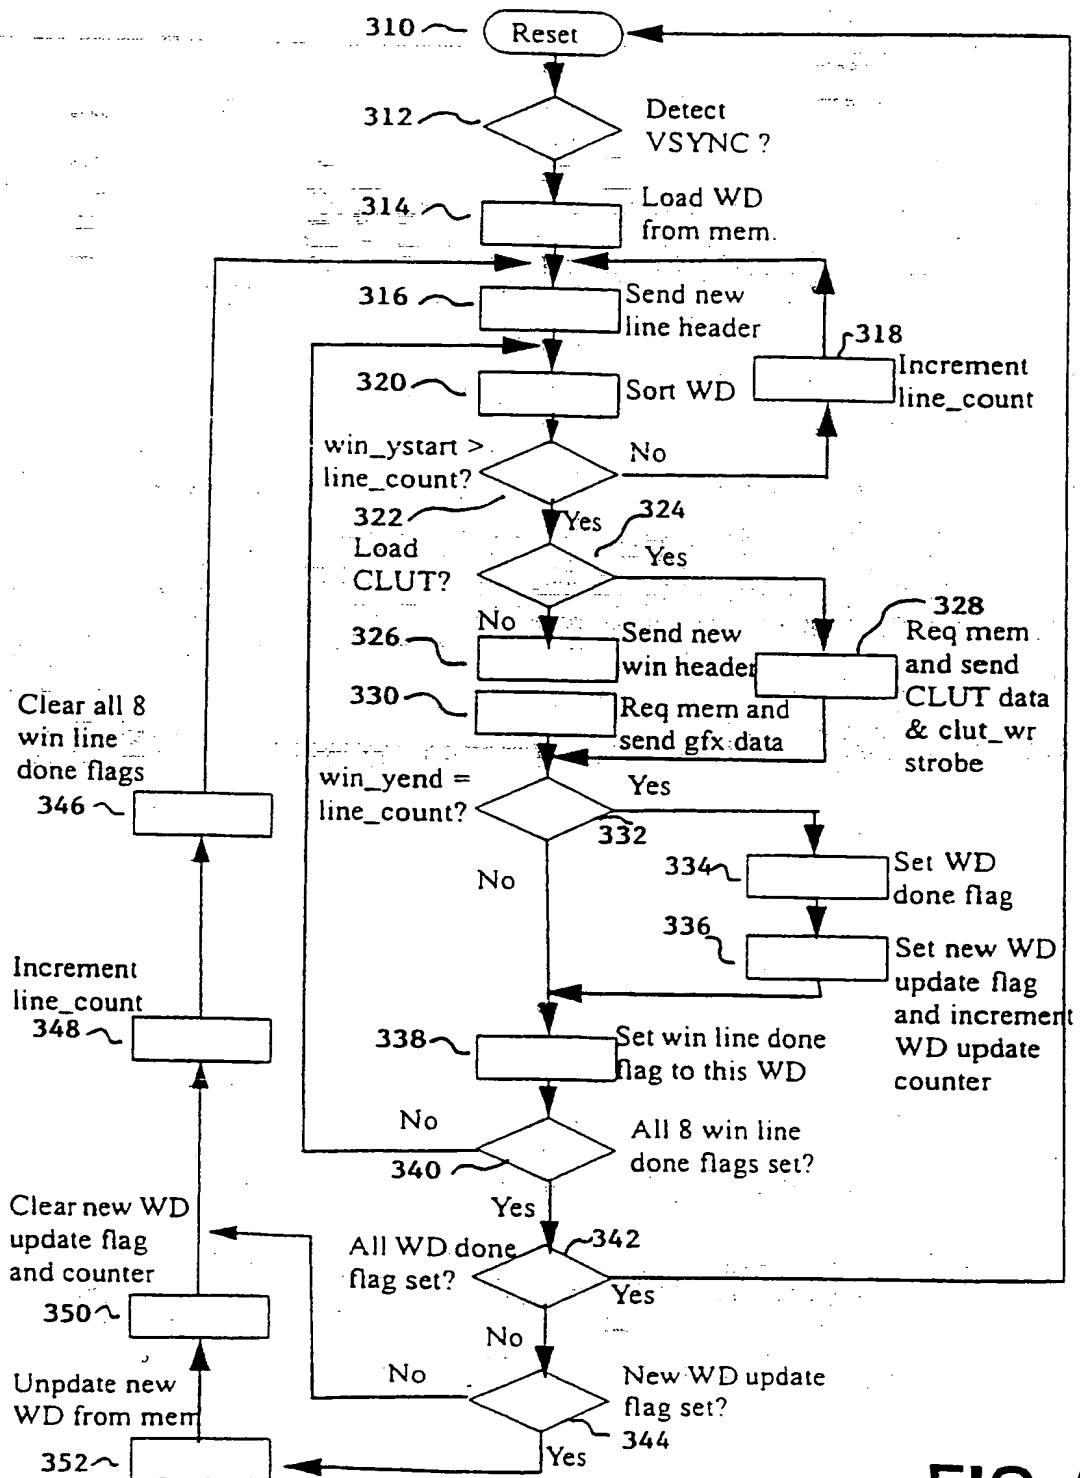 310
Reset
312
Detect
VSYNC ?
314
Load WD
from mem.
316
Send new
line header
318
Increment
line_count
320
Sort WD
win_ystart >
line_count?
No
322
Yes
324
Load
CLUT?
Yes
No
326
Send new
win header
328
Req mem
and send
CLUT data
& clut_wr
strobe
330
Req mem and
send gfx data
Clear all 8
win line
done flags
346
win_yend =
line_count?
Yes
332
No
334
Set WD
done flag
336
Set new WD
update flag
and increment
WD update
counter
Increment
line_count
348
338
Set win line done
flag to this WD
No
340
All 8 win line
done flags set?
Yes
Clear new WD
update flag
and counter
350
All WD done
flag set?
342
Yes
No
No
New WD update
flag set?
344
Yes
Unpdate new
WD from mem
352
FIG